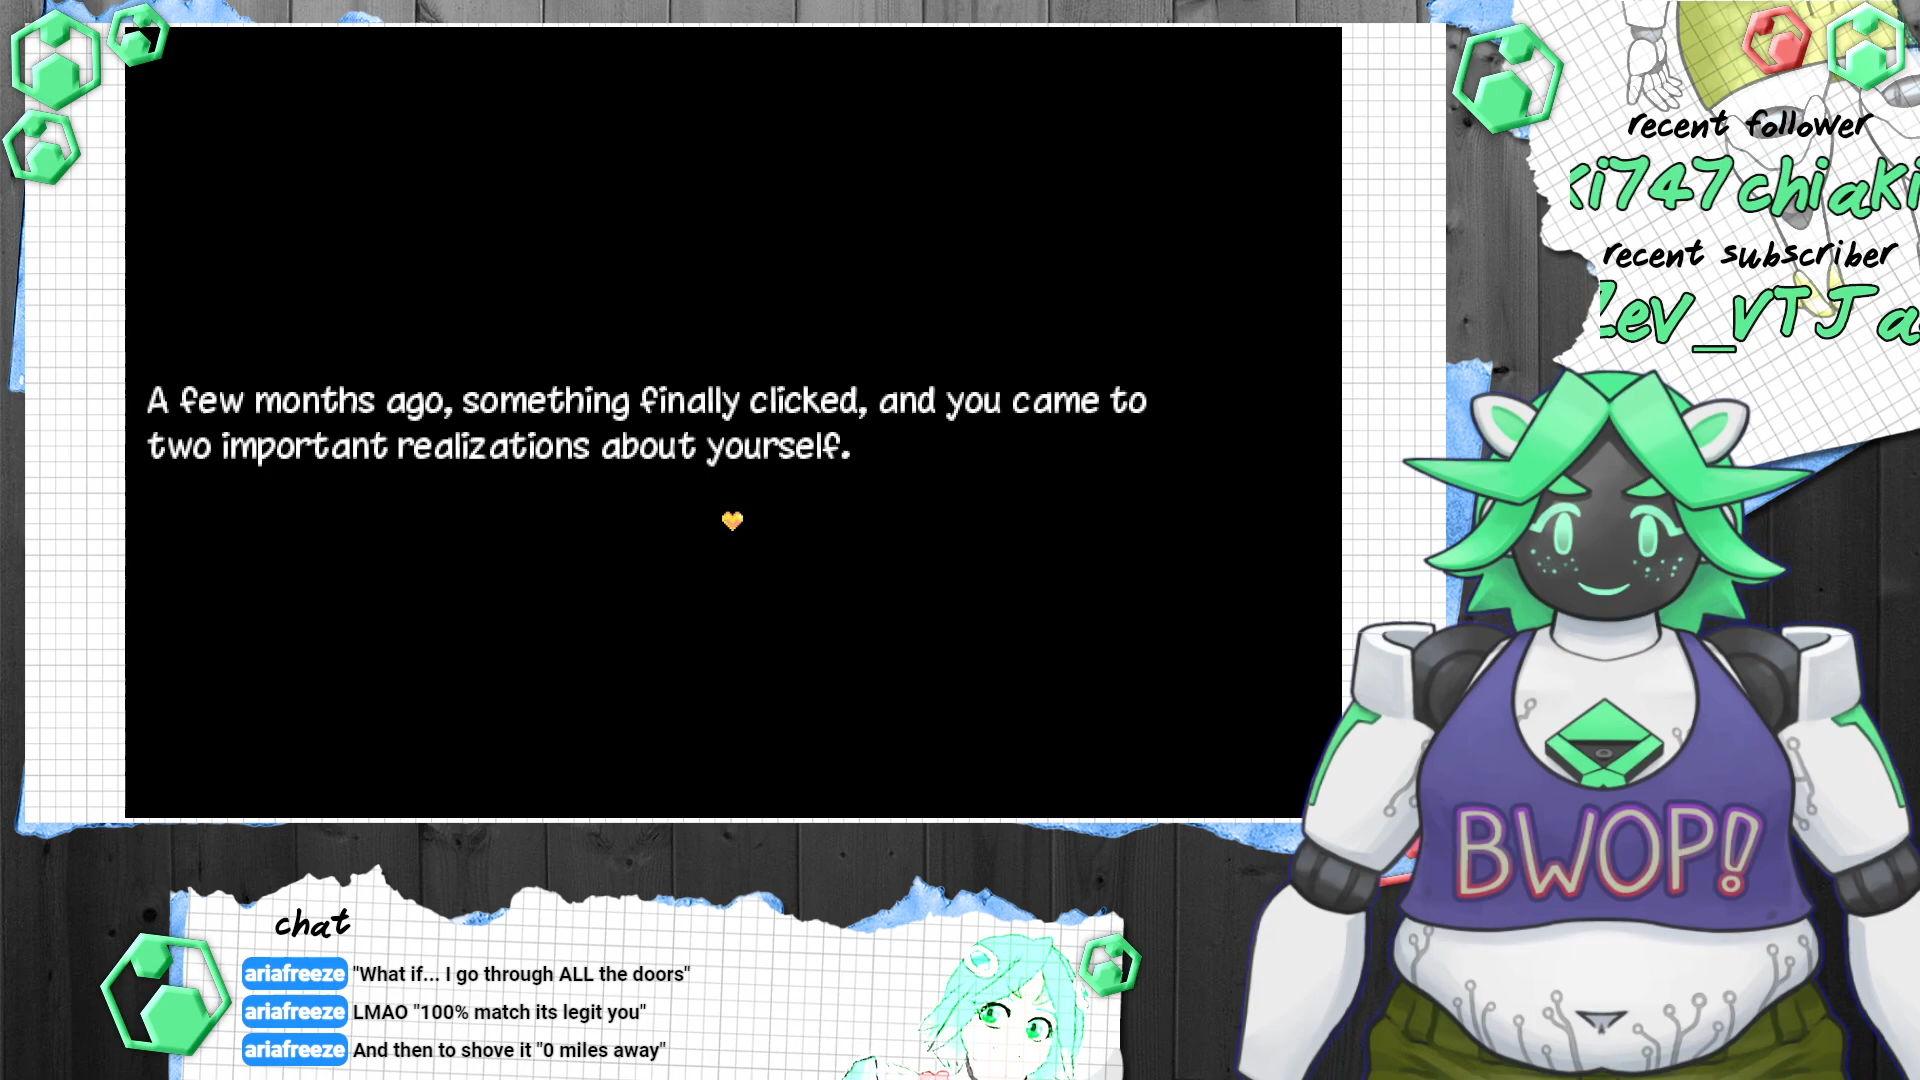 recent follower
ki747chiaki
recent subscriber
Zev_VTJ a
A few months ago, something finally clicked, and you came to
two important realizations about yourself.
BWOP!
chat
ariafreeze "What if... I go through ALL the doors"
ariafreeze LMAO "100% match its legit you"
ariafreeze And then to shove it "0 miles away"